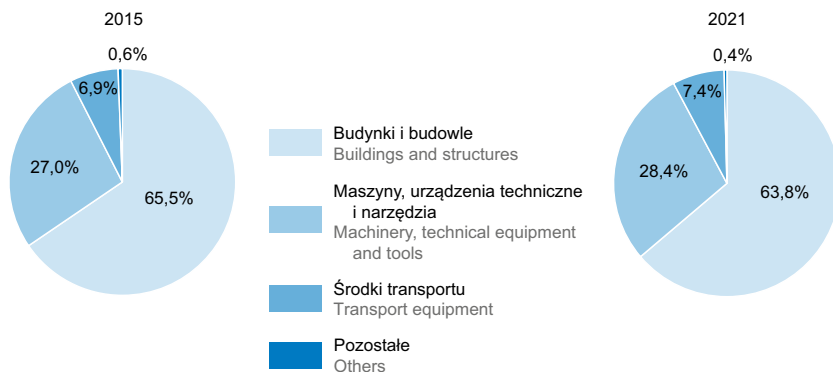 2015
2021
0,6%
6,9%
27,0%
65,5%
Budynki i budowle
Buildings and structures
Maszyny, urządzenia techniczne
i narzędzia
Machinery, technical equipment
and tools
Środki transportu
Transport equipment
Pozostałe
Others
0,4%
7,4%
28,4%
63,8%